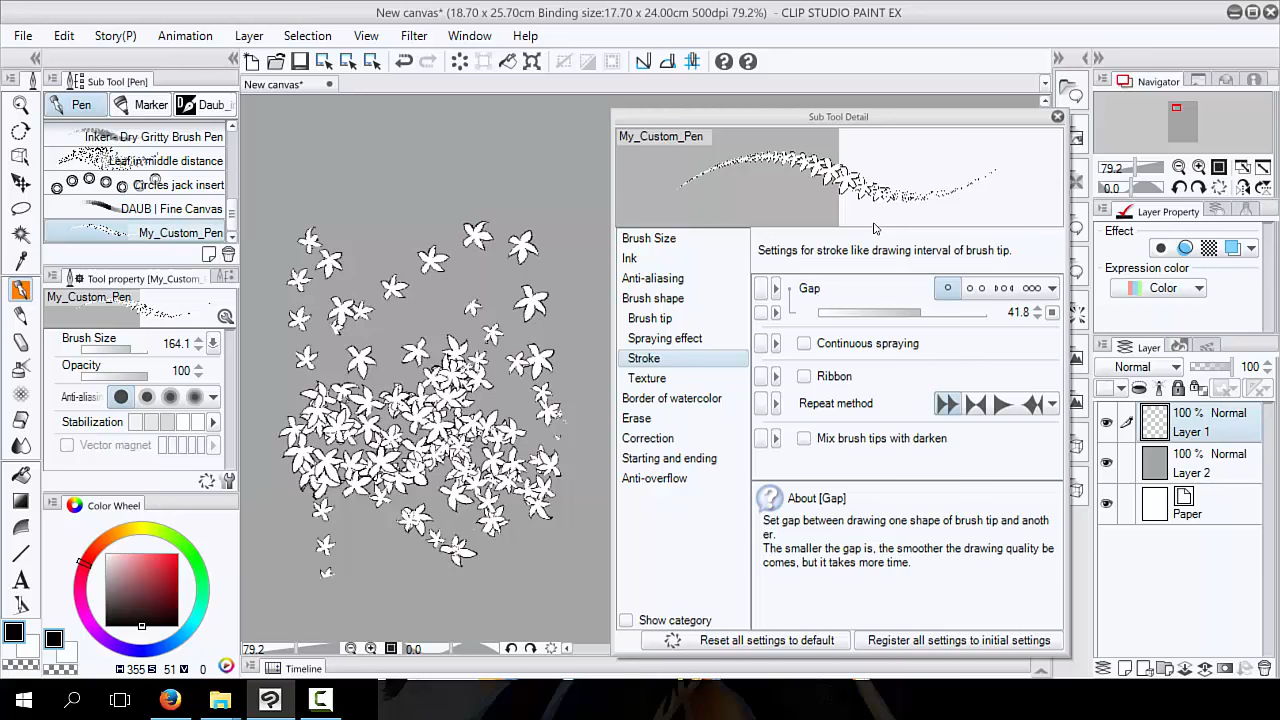 New canvas* (18.70 x 25.70cm Binding size:17.70 x 24.00cm 500dpi 79.2%) - CLIP STUDIO PAINT EX
File Edit Story(P) Animation Layer Selection View Filter Window Help
Sub Tool [Pen]
New canvas*
Navigator
Pen Marker Daub_i
Inker - Dry Gritty Brush Pen
Leaf in middle distance
Circles jack insert
DAUB | Fine Canvas
My_Custom_Pen
Tool property [My_Custom_
My_Custom_Pen
Brush Size 164.1
Opacity 100
Anti-aliasin
Stabilization
Vector magnet
Color Wheel
355 S 51 V 0
79.2 0.0
Timeline
Sub Tool Detail
My_Custom_Pen
Brush Size
Ink
Anti-aliasing
Brush shape
Brush tip
Spraying effect
Stroke
Texture
Border of watercolor
Erase
Correction
Starting and ending
Anti-overflow
Show category
Settings for stroke like drawing interval of brush tip.
Gap
41.8
Continuous spraying
Ribbon
Repeat method
Mix brush tips with darken
About [Gap]
Set gap between drawing one shape of brush tip and anoth
er.
The smaller the gap is, the smoother the drawing quality be
comes, but it takes more time.
Reset all settings to default Register all settings to initial settings
79.2
0.0
Layer Property
Effect
Expression color
Color
Layer
Normal 100
100 % Normal
Layer 1
100 % Normal
Layer 2
Paper